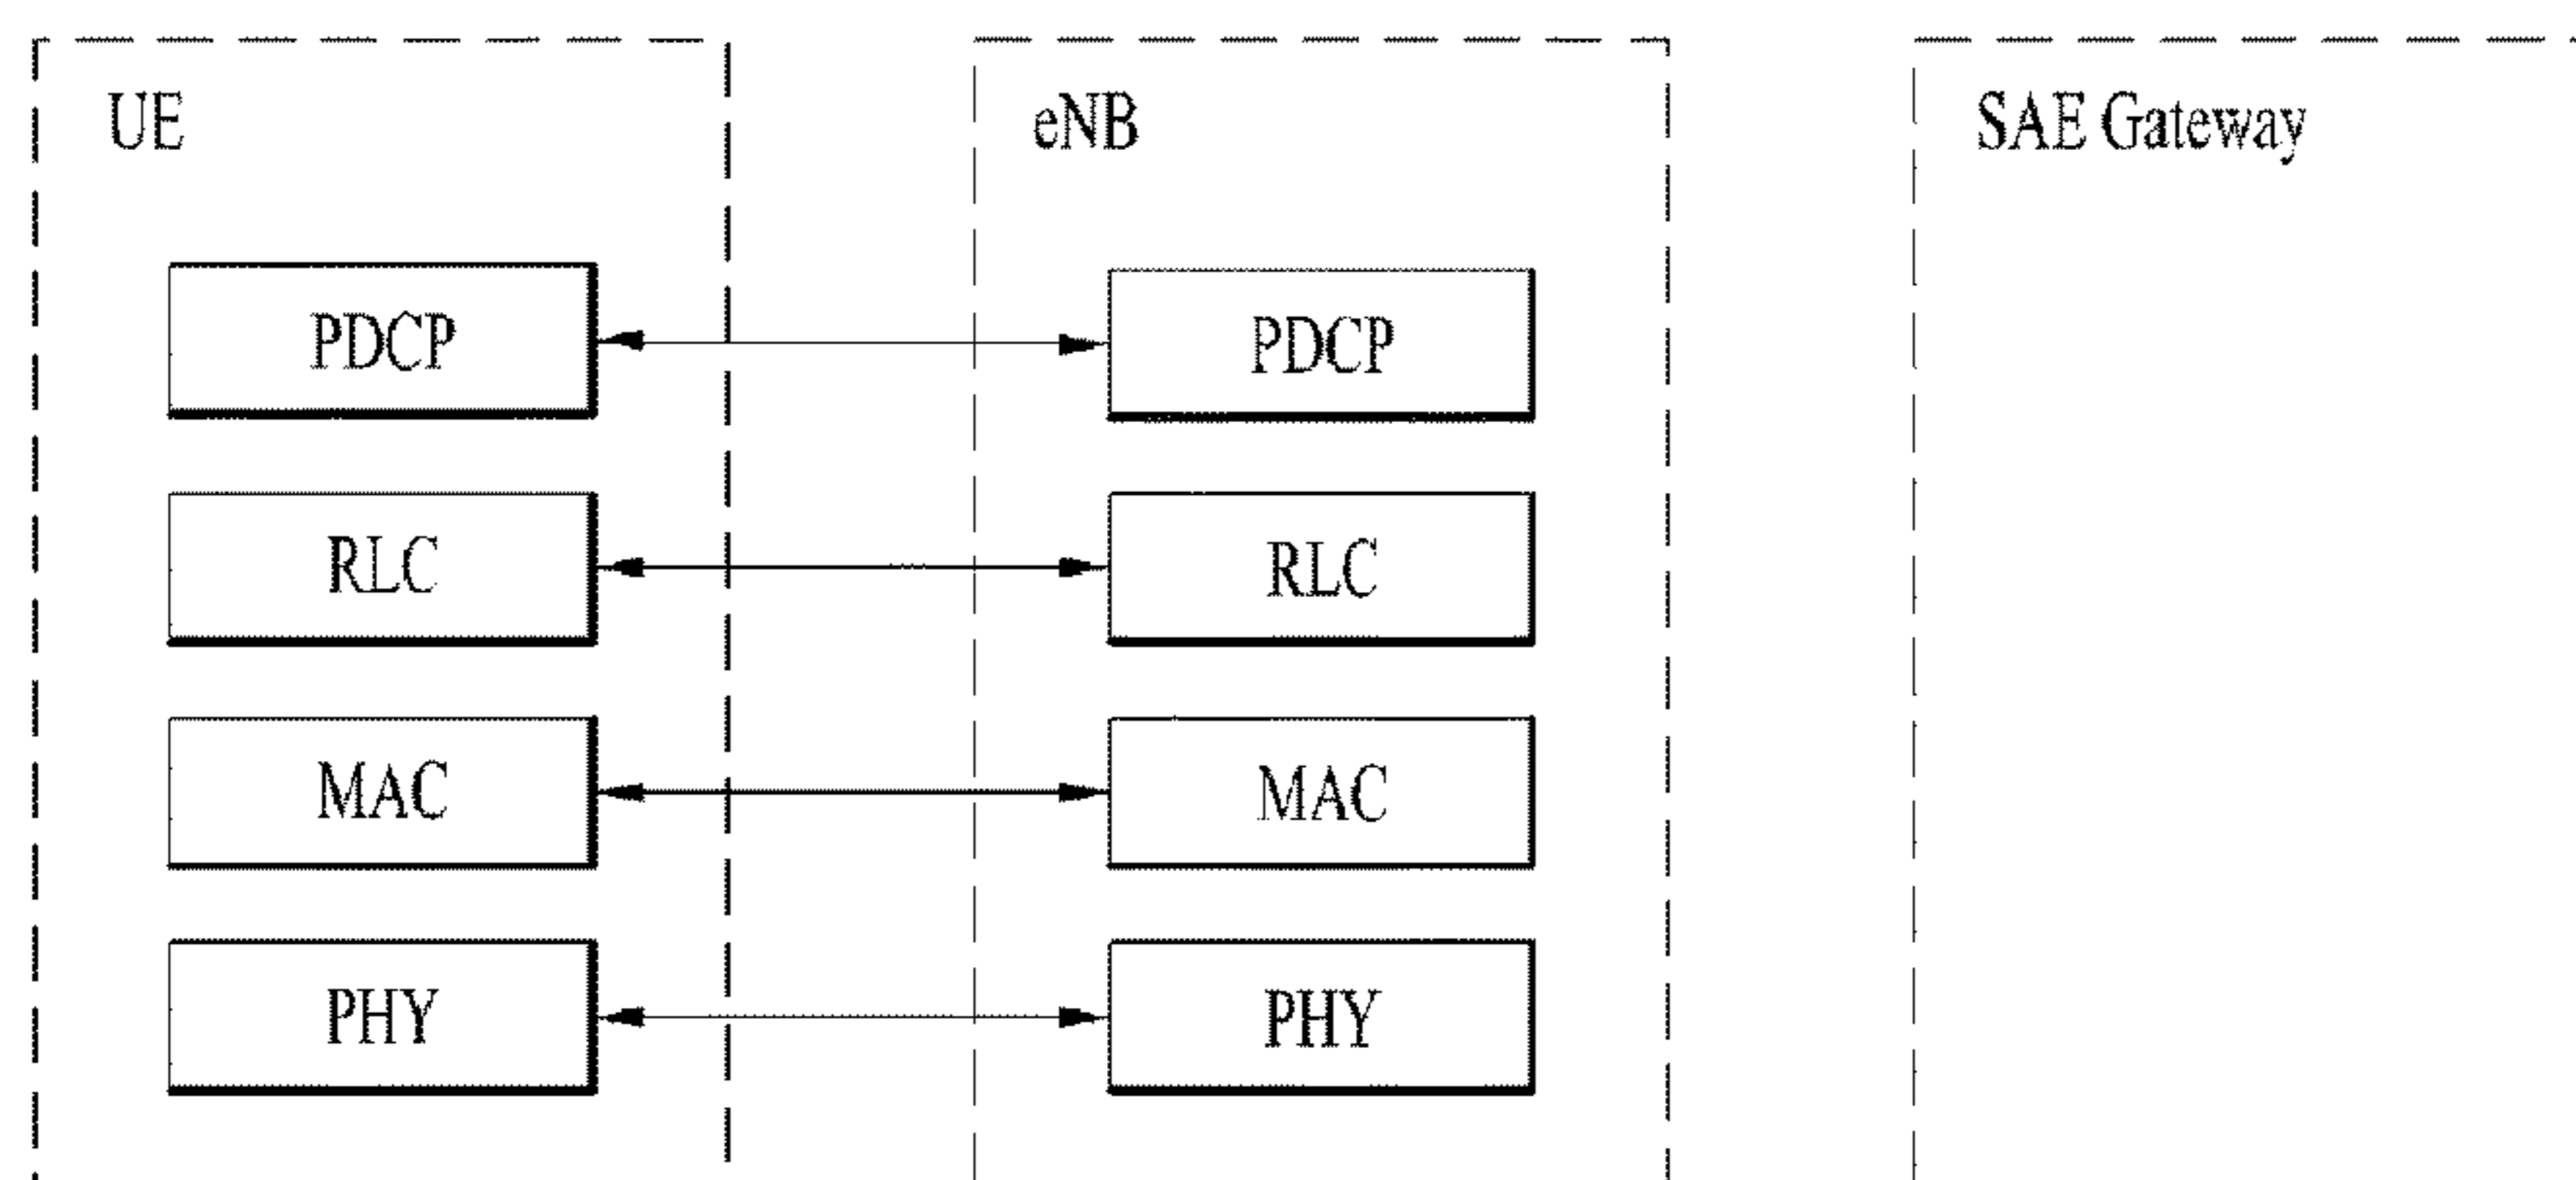 UE
eNB
SAE Gateway
PDCP
PDCP
RLC
RLC
MAC
MAC
PHY
PHY